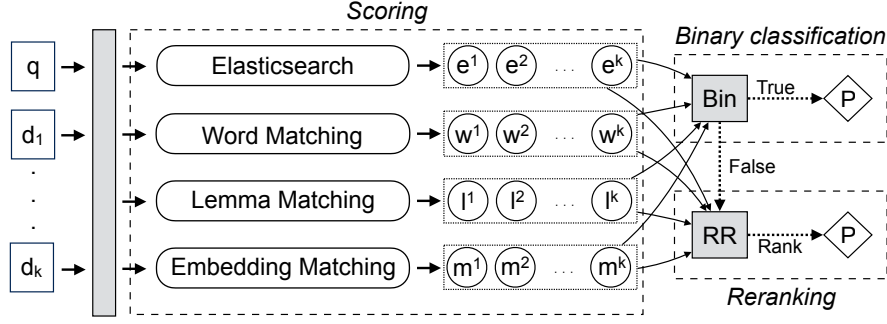 Scoring
Binary classification
q
d₁
.
.
.
dₖ
Elasticsearch
e¹ e² ... eᵏ
Word Matching
w¹ w² ... wᵏ
Lemma Matching
l¹ l² ... lᵏ
Embedding Matching
m¹ m² ... mᵏ
Bin
True
P
False
RR
Rank
P
Reranking